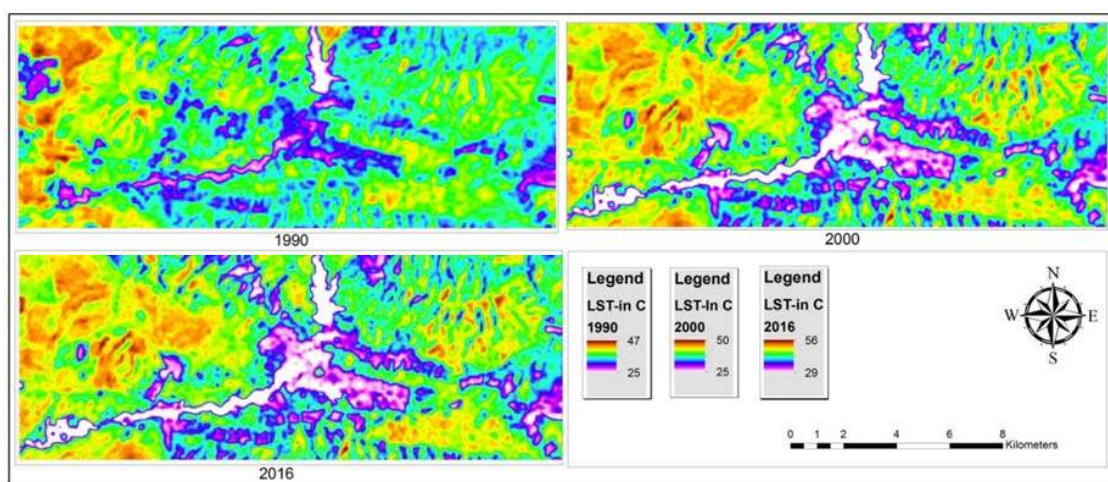 1990
2000
2016
Legend
LST-in C
1990
47
25
Legend
LST-In C
2000
50
25
Legend
LST-in C
2016
56
29
N
W E
S
0 1 2 4 6 8
Kilometers